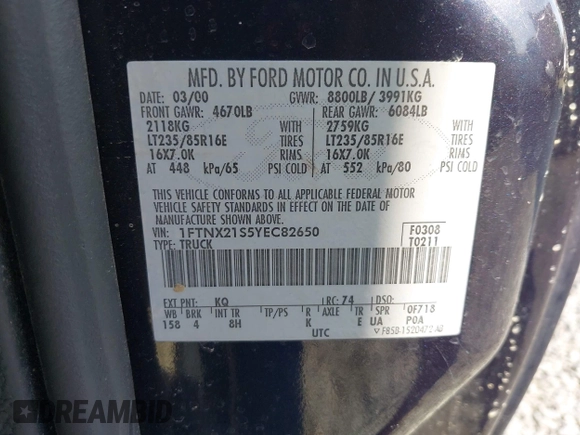 MFD. BY FORD MOTOR CO. IN U.S.A.
DATE: 03/00 GVWR: 8800LB/ 3991KG
FRONT GAWR: 4670LB REAR GAWR: 6084LB
2118KG WITH 2759KG WITH
LT235/85R16E TIRES LT235/85R16E TIRES
16X7.0K RIMS 16X7.0K RIMS
AT 448 kPa/65 PSI COLD AT 552 kPa/80 PSI COLD
THIS VEHICLE CONFORMS TO ALL APPLICABLE FEDERAL MOTOR
VEHICLE SAFETY STANDARDS IN EFFECT ON THE DATE OF
MANUFACTURE SHOWN ABOVE.
VIN: 1FTNX21S5YEC82650 F0308
TYPE: TRUCK T0211
EXT. PNT: KQ RC: 74 DSO:
WB BRK INT TR TP/PS R AXLE TR SPR 0F718
158 4 8H K E UA P0A
UTC
DREAMBID